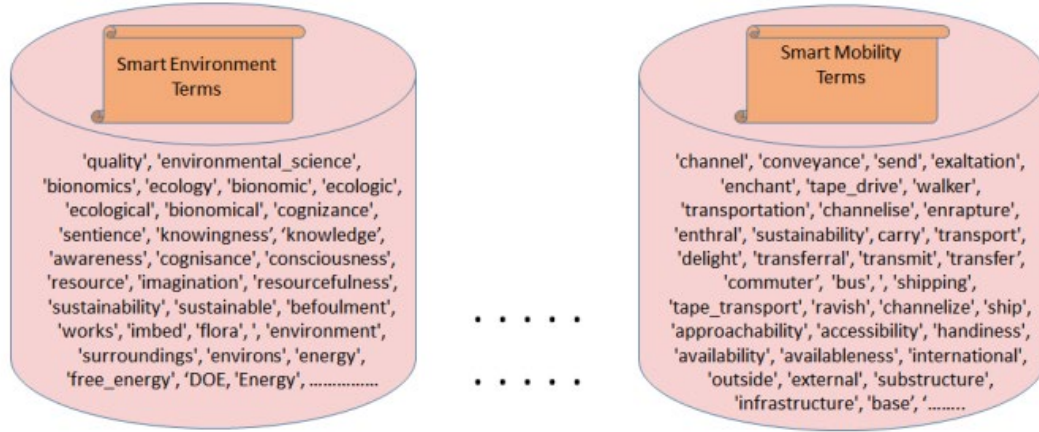 Smart Environment
Terms
'quality', 'environmental_science',
'bionomics', 'ecology', 'bionomic', 'ecologic',
'ecological', 'bionomical', 'cognizance',
'sentience', 'knowingness’, ‘knowledge’,
awareness', 'cognisance', 'consciousness',
'resource', 'imagination', 'resourcefulness',
'sustainability', 'sustainable', 'befoulment',
'works', 'imbed', 'flora', ', 'environment',
'surroundings', 'environs', 'energy',
'free_energy', ‘DOE, 'Energy', ……………
. . . . .
. . . . .
Smart Mobility
Terms
'channel', 'conveyance', 'send', 'exaltation',
'enchant', 'tape_drive', 'walker',
'transportation', 'channelise', 'enrapture',
'enthral', 'sustainability', carry', 'transport',
'delight', 'transferral', 'transmit', 'transfer’,
'commuter’, 'bus', ', 'shipping',
'tape_transport', 'ravish', 'channelize', 'ship',
'approachability', 'accessibility', 'handiness',
'availability', 'availableness', 'international',
'outside', 'external', 'substructure',
'infrastructure', 'base’, ‘……..